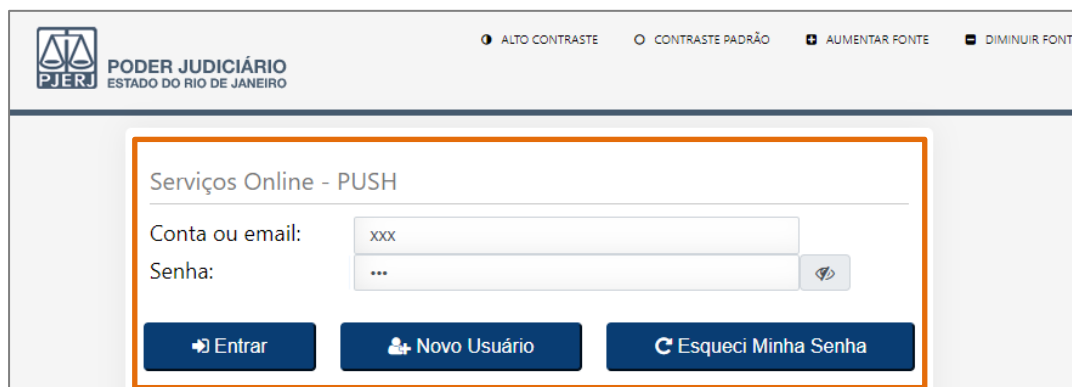 ALTO CONTRASTE CONTRASTE PADRÃO AUMENTAR FONTE DIMINUIR FONT
PJERJ
PODER JUDICIÁRIO
ESTADO DO RIO DE JANEIRO
Serviços Online - PUSH
Conta ou email: xxx
Senha: •••
Entrar Novo Usuário Esqueci Minha Senha